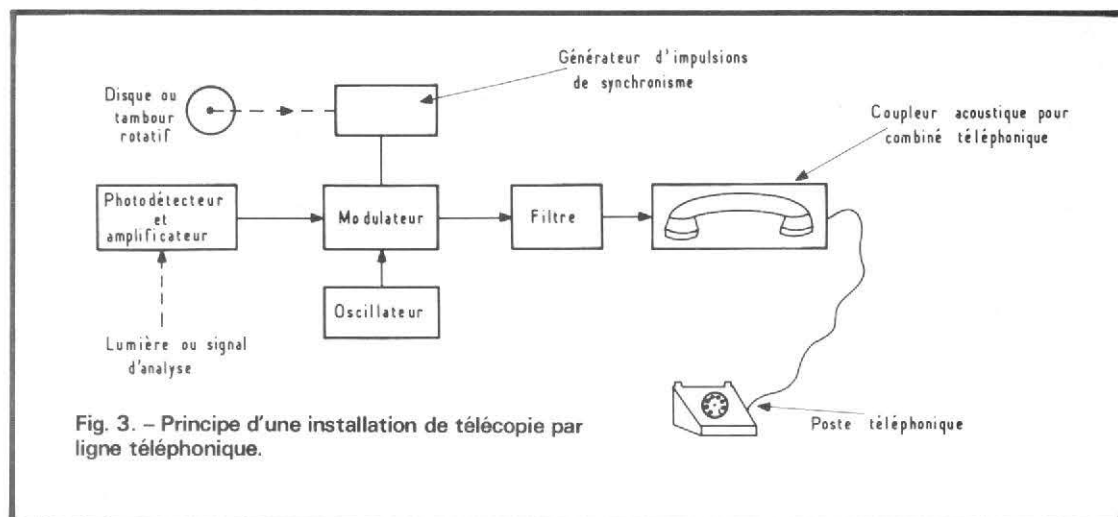 Générateur d'impulsions
de synchronisme
Disque ou
tambour
rotatif
Coupleur acoustique pour
combiné téléphonique
Photodétecteur
et
amplificateur
Modulateur
Filtre
Oscillateur
Lumière ou signal
d'analyse
Poste téléphonique
Fig. 3. – Principe d'une installation de télécopie par
ligne téléphonique.